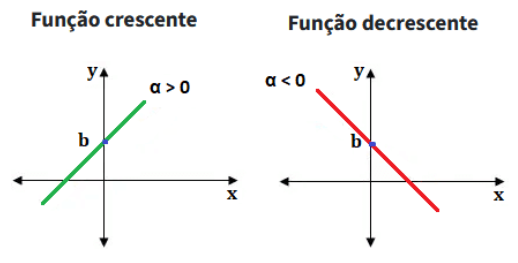 Função crescente
y
α > 0
b
x
Função decrescente
α < 0
y
b
x